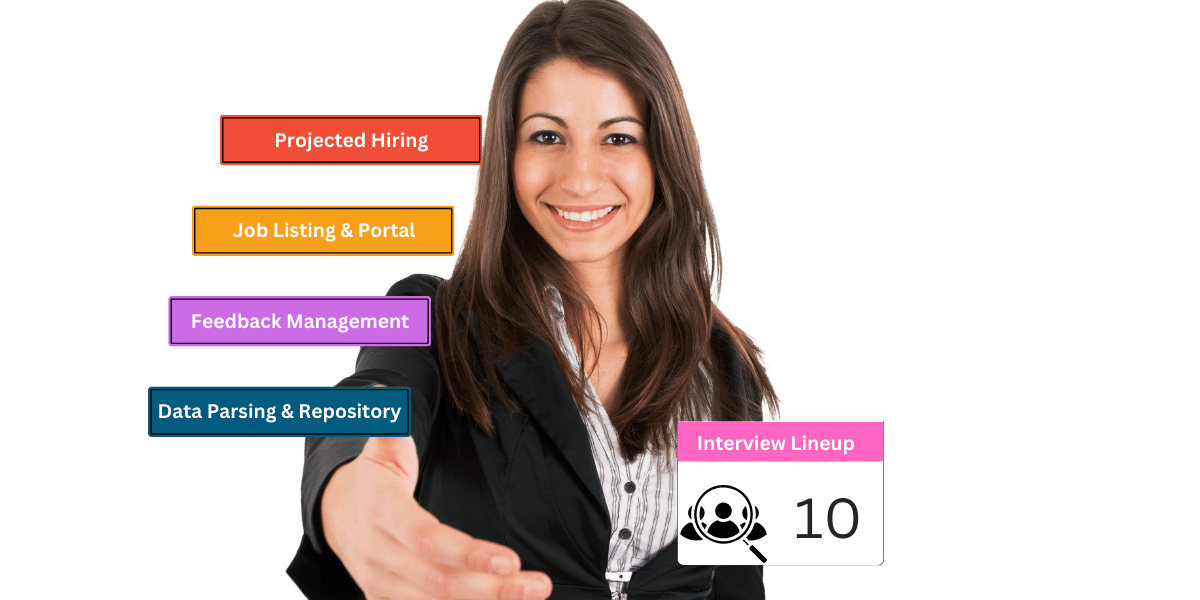 Projected Hiring
Job Listing & Portal
Feedback Management
Data Parsing & Repository
Interview Lineup
10